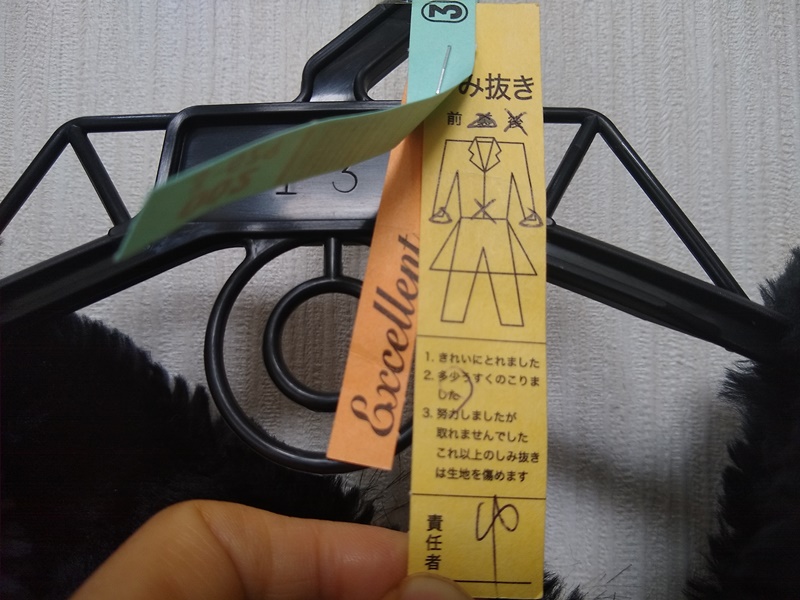 ③
み抜き
前
1 3
Excellent
1. きれいにとれました
2. 多少うすくのこりま
した
3. 努力しましたが
取れませんでした
これ以上のしみ抜き
は生地を傷めます
責任者